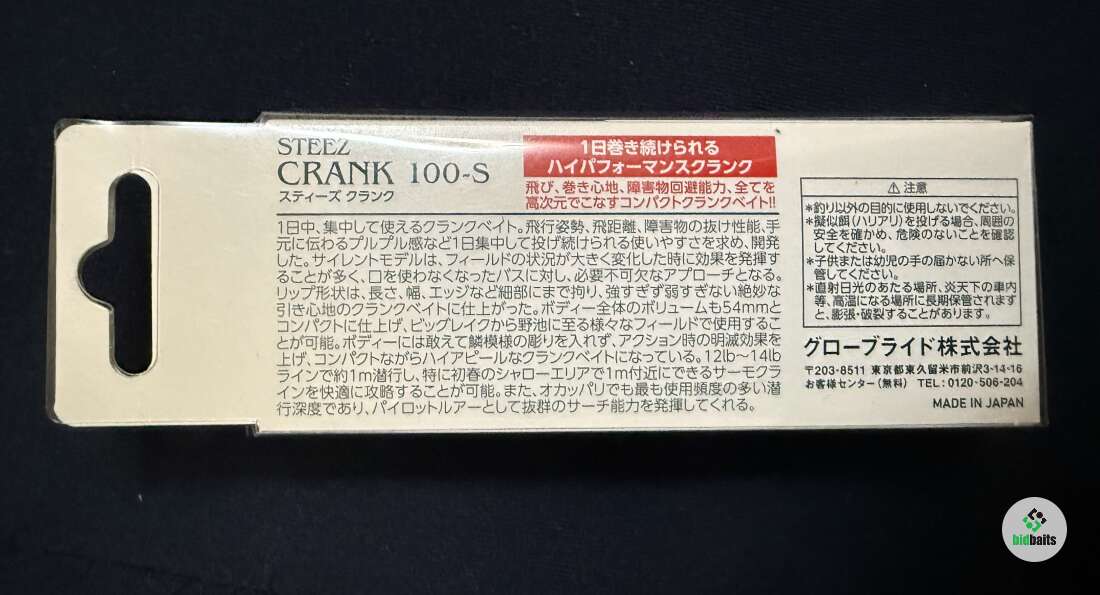 STEEZ
CRANK 100-S
スティーズ クランク
1日巻き続けられる
ハイパフォーマンスクランク
飛び、巻き心地、障害物回避能力、全てを
高次元でこなすコンパクトクランクベイト!!
1日中、集中して使えるクランクベイト。飛行姿勢、飛距離、障害物の抜け性能、手
元に伝わるプルプル感など1日集中して投げ続けられる使いやすさを求め、開発
した。サイレントモデルは、フィールドの状況が大きく変化した時に効果を発揮す
ることが多く、口を使わなくなったバスに対し、必要不可欠なアプローチとなる。
リップ形状は、長さ、幅、エッジなど細部にまで拘り、強すぎず弱すぎない絶妙な
引き心地のクランクベイトに仕上がった。ボディー全体のボリュームも54mmと
コンパクトに仕上げ、ビッグレイクから野池に至る様々なフィールドで使用するこ
とが可能。ボディーには敢えて鱗模様の彫りを入れず、アクション時の明滅効果を
上げ、コンパクトながらハイアピールなクランクベイトになっている。12lb~14lb
ラインで約1m潜行し、特に初春のシャローエリアで1m付近にできるサーモクラ
インを快適に攻略することが可能。また、オカッパリでも最も使用頻度の多い潜
行深度であり、パイロットルアーとして抜群のサーチ能力を発揮してくれる。
⚠ 注意
*釣り以外の目的に使用しないでください。
*擬似餌(ハリアリ)を投げる場合、周囲の
安全を確かめ、危険のないことを確認
してください。
*子供または幼児の手の届かない所へ保
管してください。
*直射日光のあたる場所、炎天下の車内
等、高温になる場所に長期保管されます
と、膨張・破裂することがあります。
グローブライド株式会社
〒203-8511 東京都東久留米市前沢3-14-16
お客様センター(無料) TEL:0120-506-204
MADE IN JAPAN
bidbaits